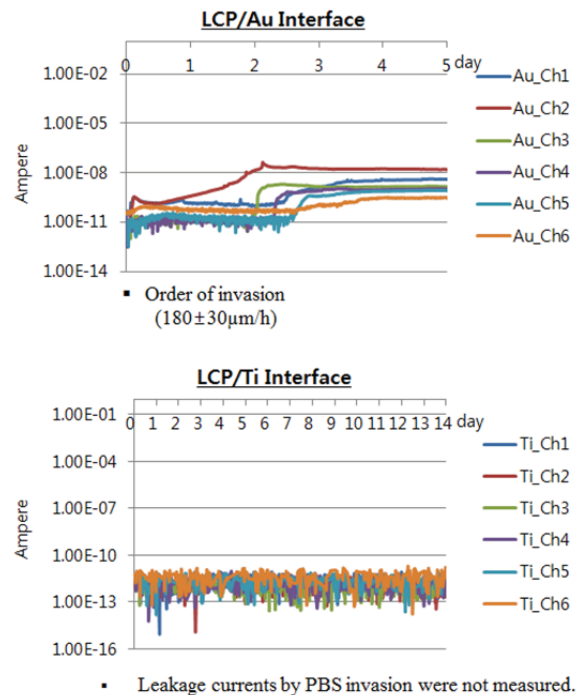 LCP/Au Interface
0 1 2 3 4 5 day
1.00E-02
1.00E-05
1.00E-08
1.00E-11
1.00E-14
Ampere
Au_Ch1
Au_Ch2
Au_Ch3
Au_Ch4
Au_Ch5
Au_Ch6
▪ Order of invasion
(180±30μm/h)
LCP/Ti Interface
1.00E-01
0 1 2 3 4 5 6 7 8 9 10 11 12 13 14 day
1.00E-04
1.00E-07
1.00E-10
1.00E-13
1.00E-16
Ampere
Ti_Ch1
Ti_Ch2
Ti_Ch3
Ti_Ch4
Ti_Ch5
Ti_Ch6
▪ Leakage currents by PBS invasion were not measured.